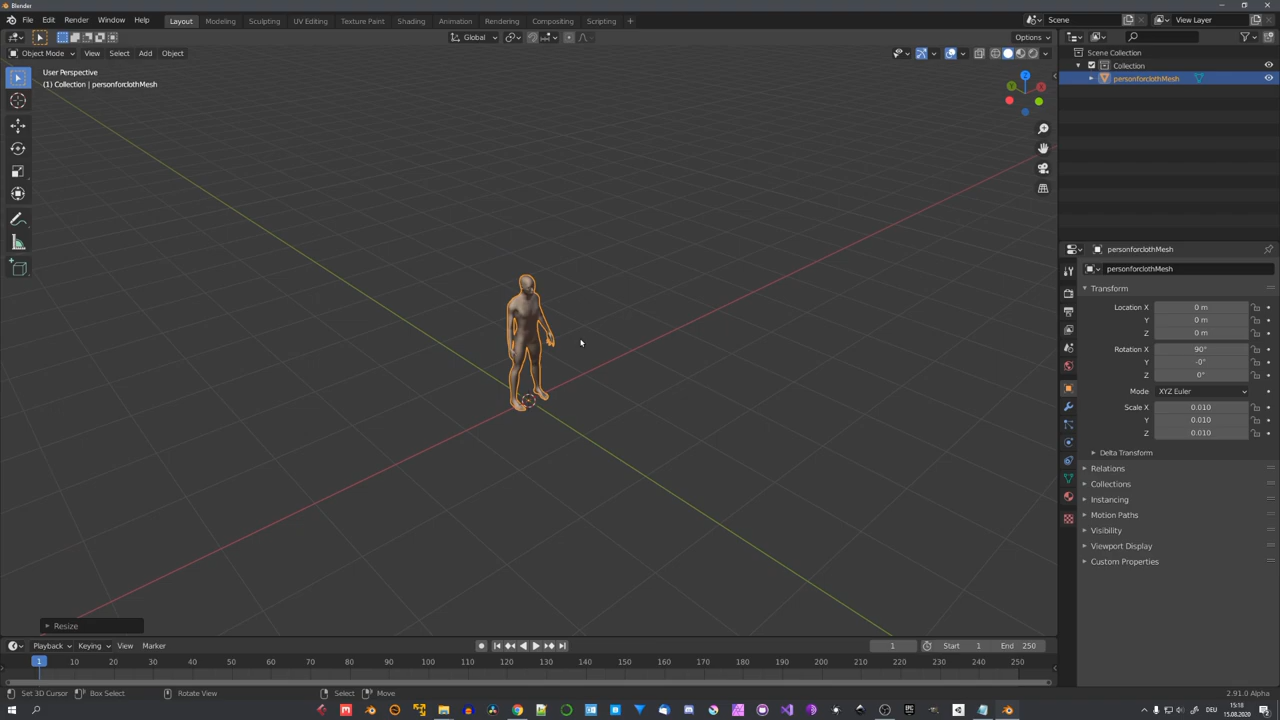 Blender
File Edit Render Window Help Layout Modeling Sculpting UV Editing Texture Paint Shading Animation Rendering Compositing Scripting + Scene View Layer
Global Options
Object Mode View Select Add Object
User Perspective
(1) Collection | personforclothMesh
Scene Collection
Collection
personforclothMesh
Z
Y
X
personforclothMesh
personforclothMesh
Transform
Location X 0 m
Y 0 m
Z 0 m
Rotation X 90°
Y -0°
Z 0°
Mode XYZ Euler
Scale X 0.010
Y 0.010
Z 0.010
Delta Transform
Relations
Collections
Instancing
Motion Paths
Visibility
Viewport Display
Custom Properties
Resize
Playback Keying View Marker 1 Start 1 End 250
1 10 20 30 40 50 60 70 80 90 100 110 120 130 140 150 160 170 180 190 200 210 220 230 240 250
Set 3D Cursor Box Select Rotate View Select Move 2.91.0 Alpha
DEU 15:18
15.08.2020